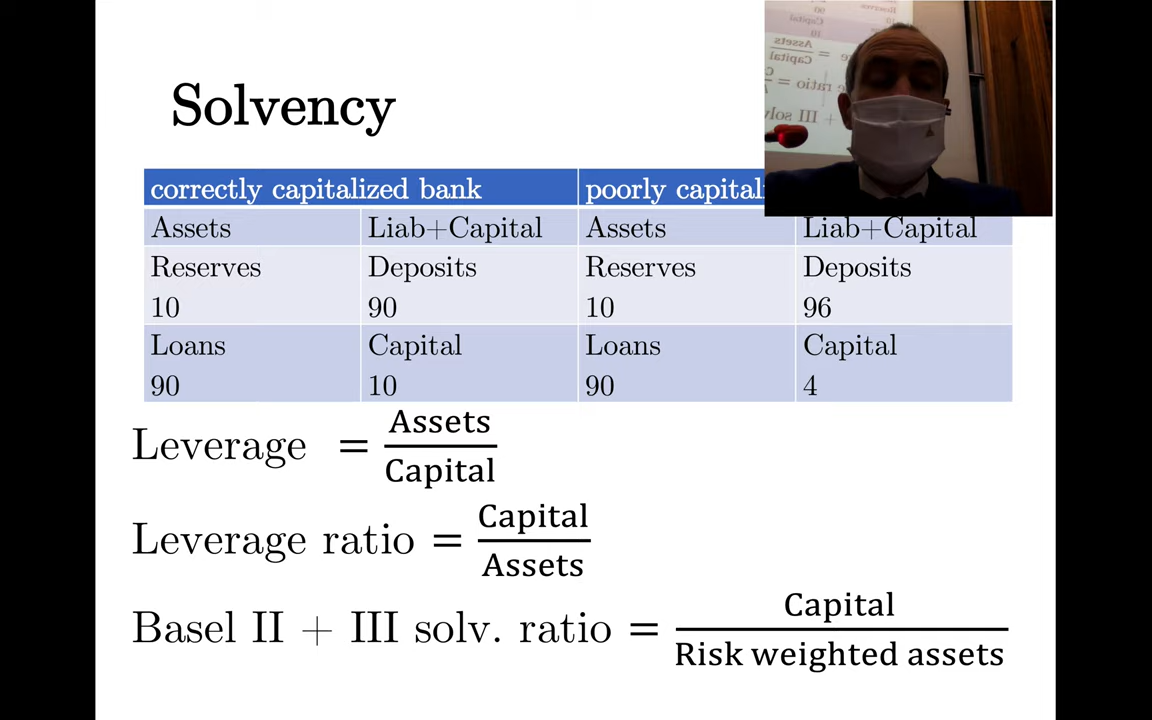 Solvency
correctly capitalized bank poorly
Assets Liab+Capital Assets Liab+Capital
Reserves Deposits Reserves Deposits
10 90 10 96
Loans Capital Loans Capital
90 10 90 4
Leverage = Assets
Capital
Leverage ratio = Capital
Assets
Basel II + III solv. ratio = Capital
Risk weighted assets